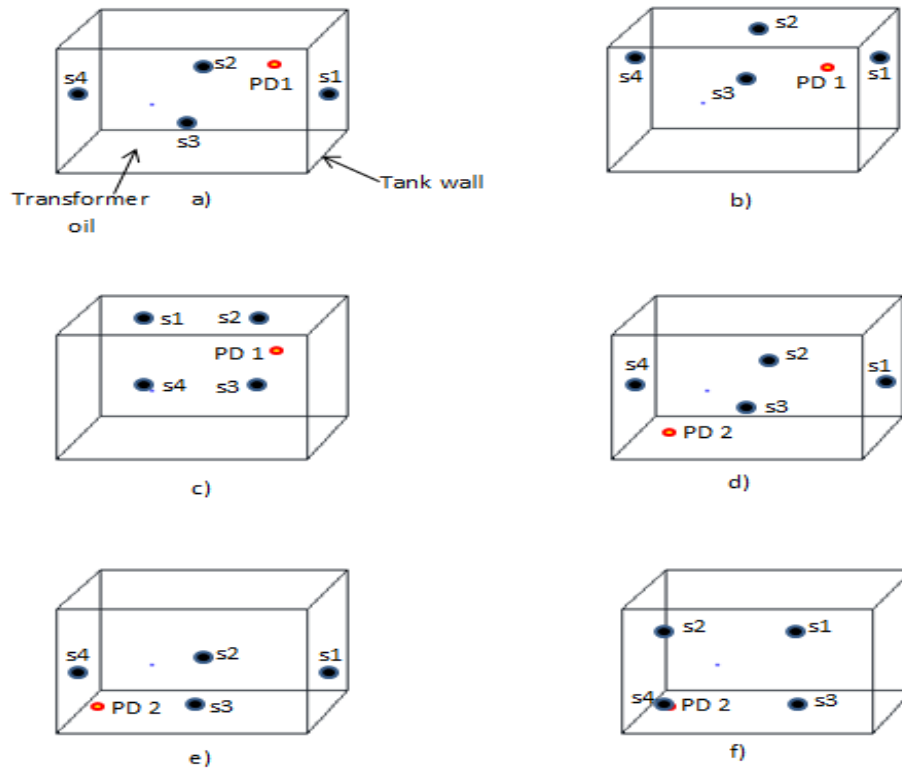 s2
s4
PD1
s1
s3
Transformer
oil
a)
Tank wall
s2
s4
s1
s3
PD 1
b)
s1
s2
PD 1
s4
s3
c)
s2
s1
s4
s3
PD 2
d)
s2
s4
s1
PD 2
s3
e)
s2
s1
s4
PD 2
s3
f)